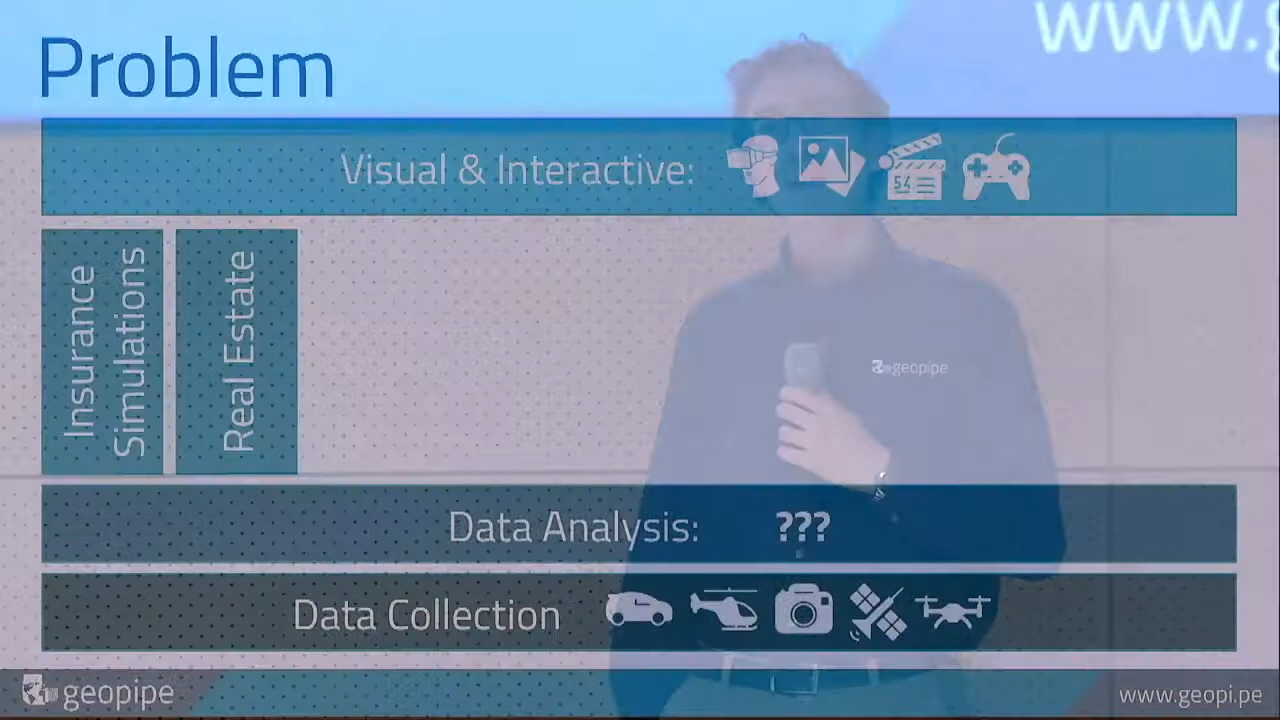 www.g
Problem
Visual & Interactive:
54
Insurance
Simulations
Real Estate
geopipe
Data Analysis: ???
Data Collection
geopipe
www.geopi.pe